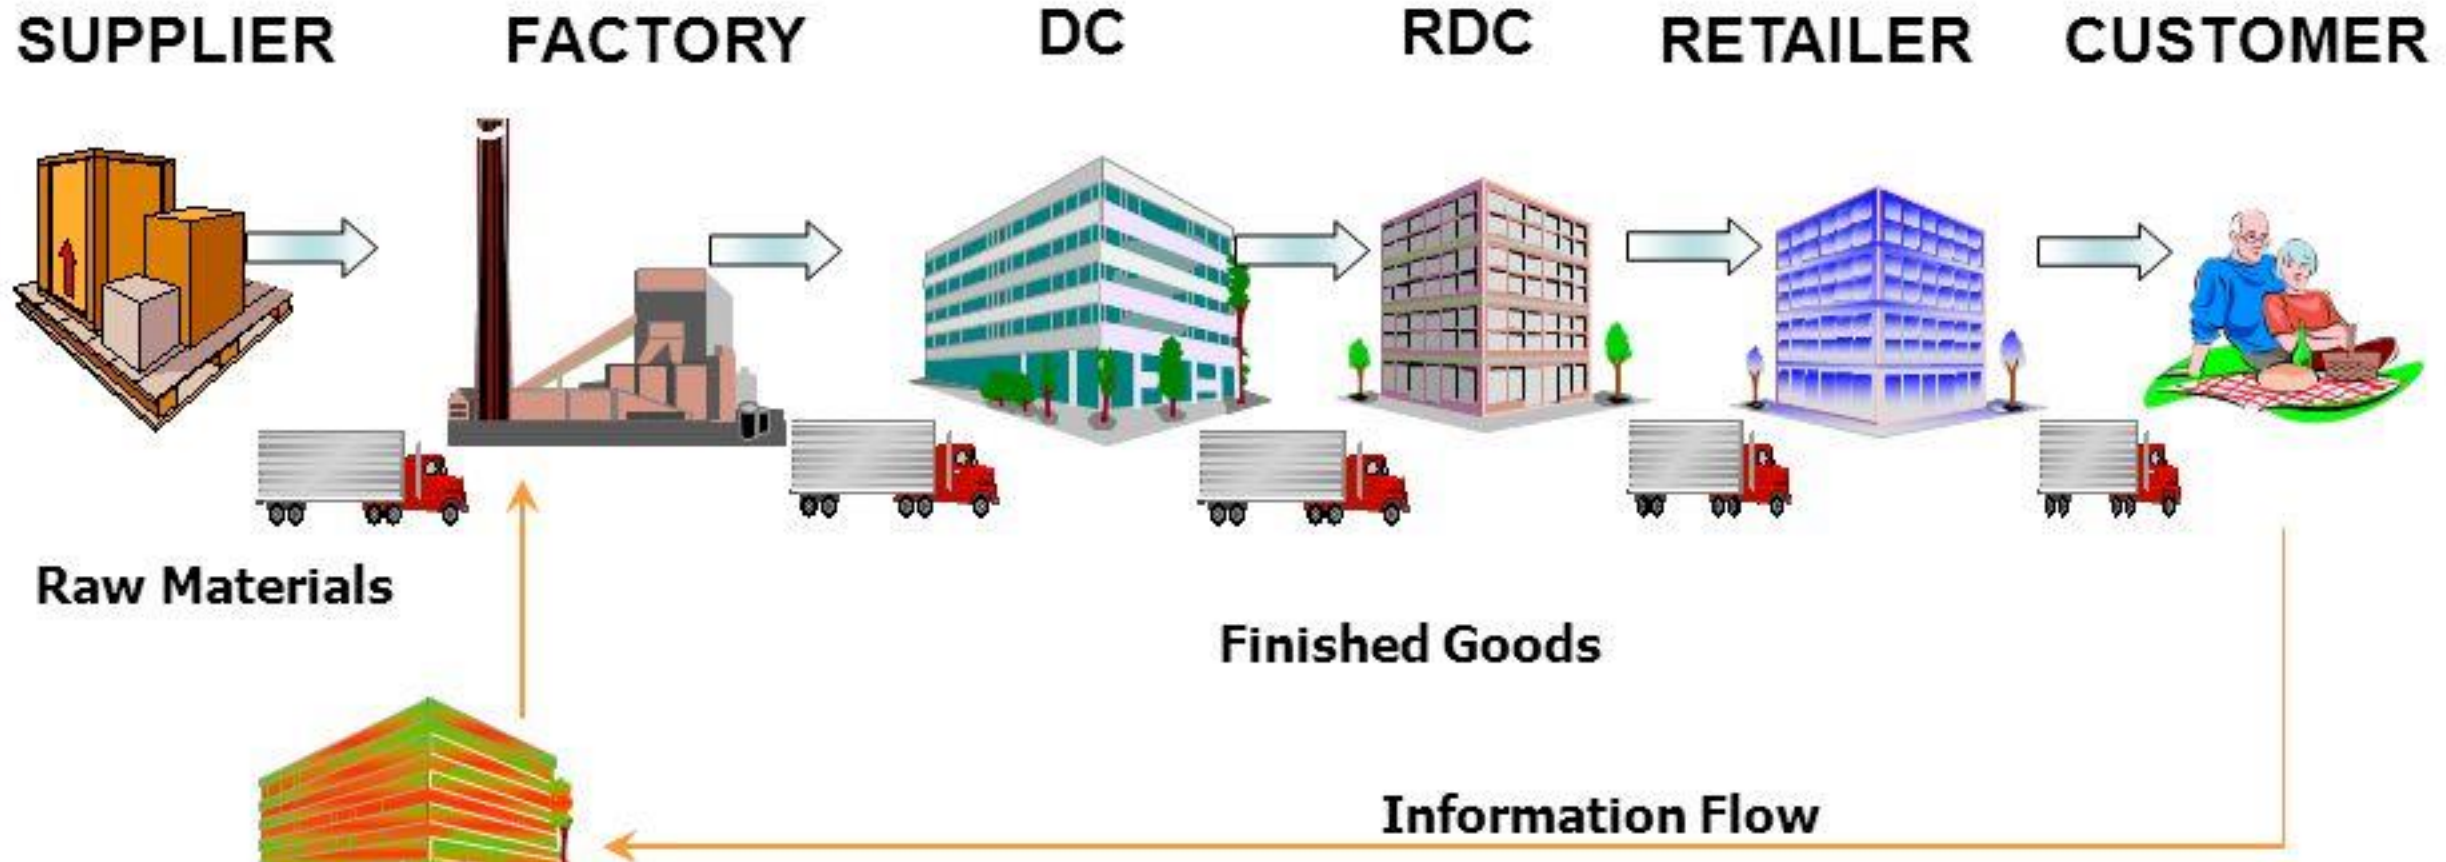 SUPPLIER FACTORY DC RDC RETAILER CUSTOMER
Raw Materials
Finished Goods
Information Flow